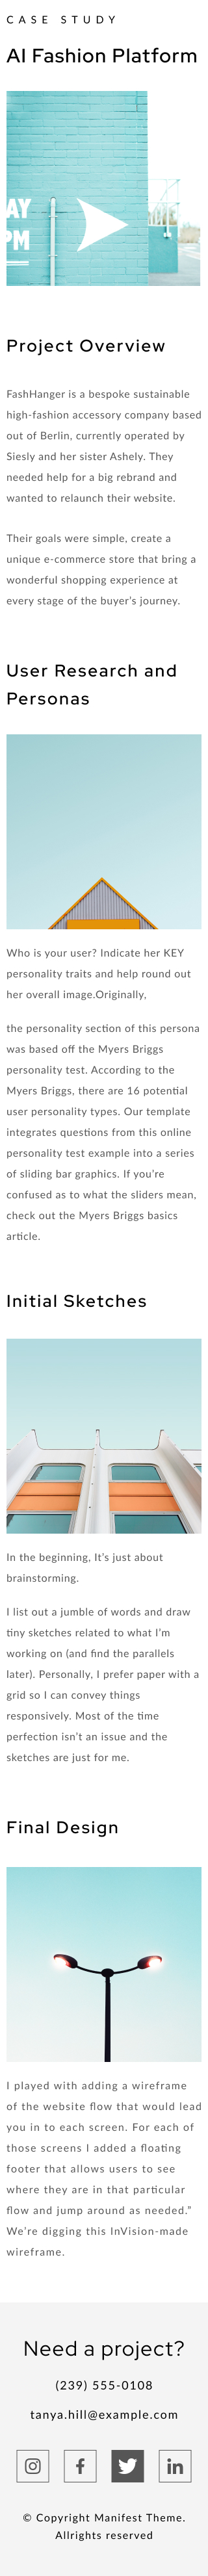 CASE STUDY
AI Fashion Platform
AY
PM
Project Overview
FashHanger is a bespoke sustainable
high-fashion accessory company based
out of Berlin, currently operated by
Siesly and her sister Ashely. They
needed help for a big rebrand and
wanted to relaunch their website.
Their goals were simple, create a
unique e-commerce store that bring a
wonderful shopping experience at
every stage of the buyer’s journey.
User Research and
Personas
Who is your user? Indicate her KEY
personality traits and help round out
her overall image.Originally,
the personality section of this persona
was based off the Myers Briggs
personality test. According to the
Myers Briggs, there are 16 potential
user personality types. Our template
integrates questions from this online
personality test example into a series
of sliding bar graphics. If you’re
confused as to what the sliders mean,
check out the Myers Briggs basics
article.
Initial Sketches
In the beginning, It’s just about
brainstorming.
I list out a jumble of words and draw
tiny sketches related to what I’m
working on (and find the parallels
later). Personally, I prefer paper with a
grid so I can convey things
responsively. Most of the time
perfection isn’t an issue and the
sketches are just for me.
Final Design
I played with adding a wireframe
of the website flow that would lead
you in to each screen. For each of
those screens I added a floating
footer that allows users to see
where they are in that particular
flow and jump around as needed.”
We’re digging this InVision-made
wireframe.
Need a project?
(239) 555-0108
tanya.hill@example.com
© Copyright Manifest Theme.
Allrights reserved